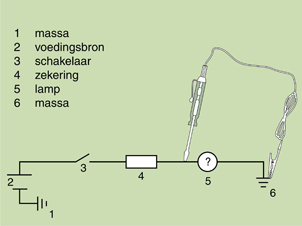 1 massa
2 voedingsbron
3 schakelaar
4 zekering
5 lamp
6 massa
?
2
3
4
5
6
1